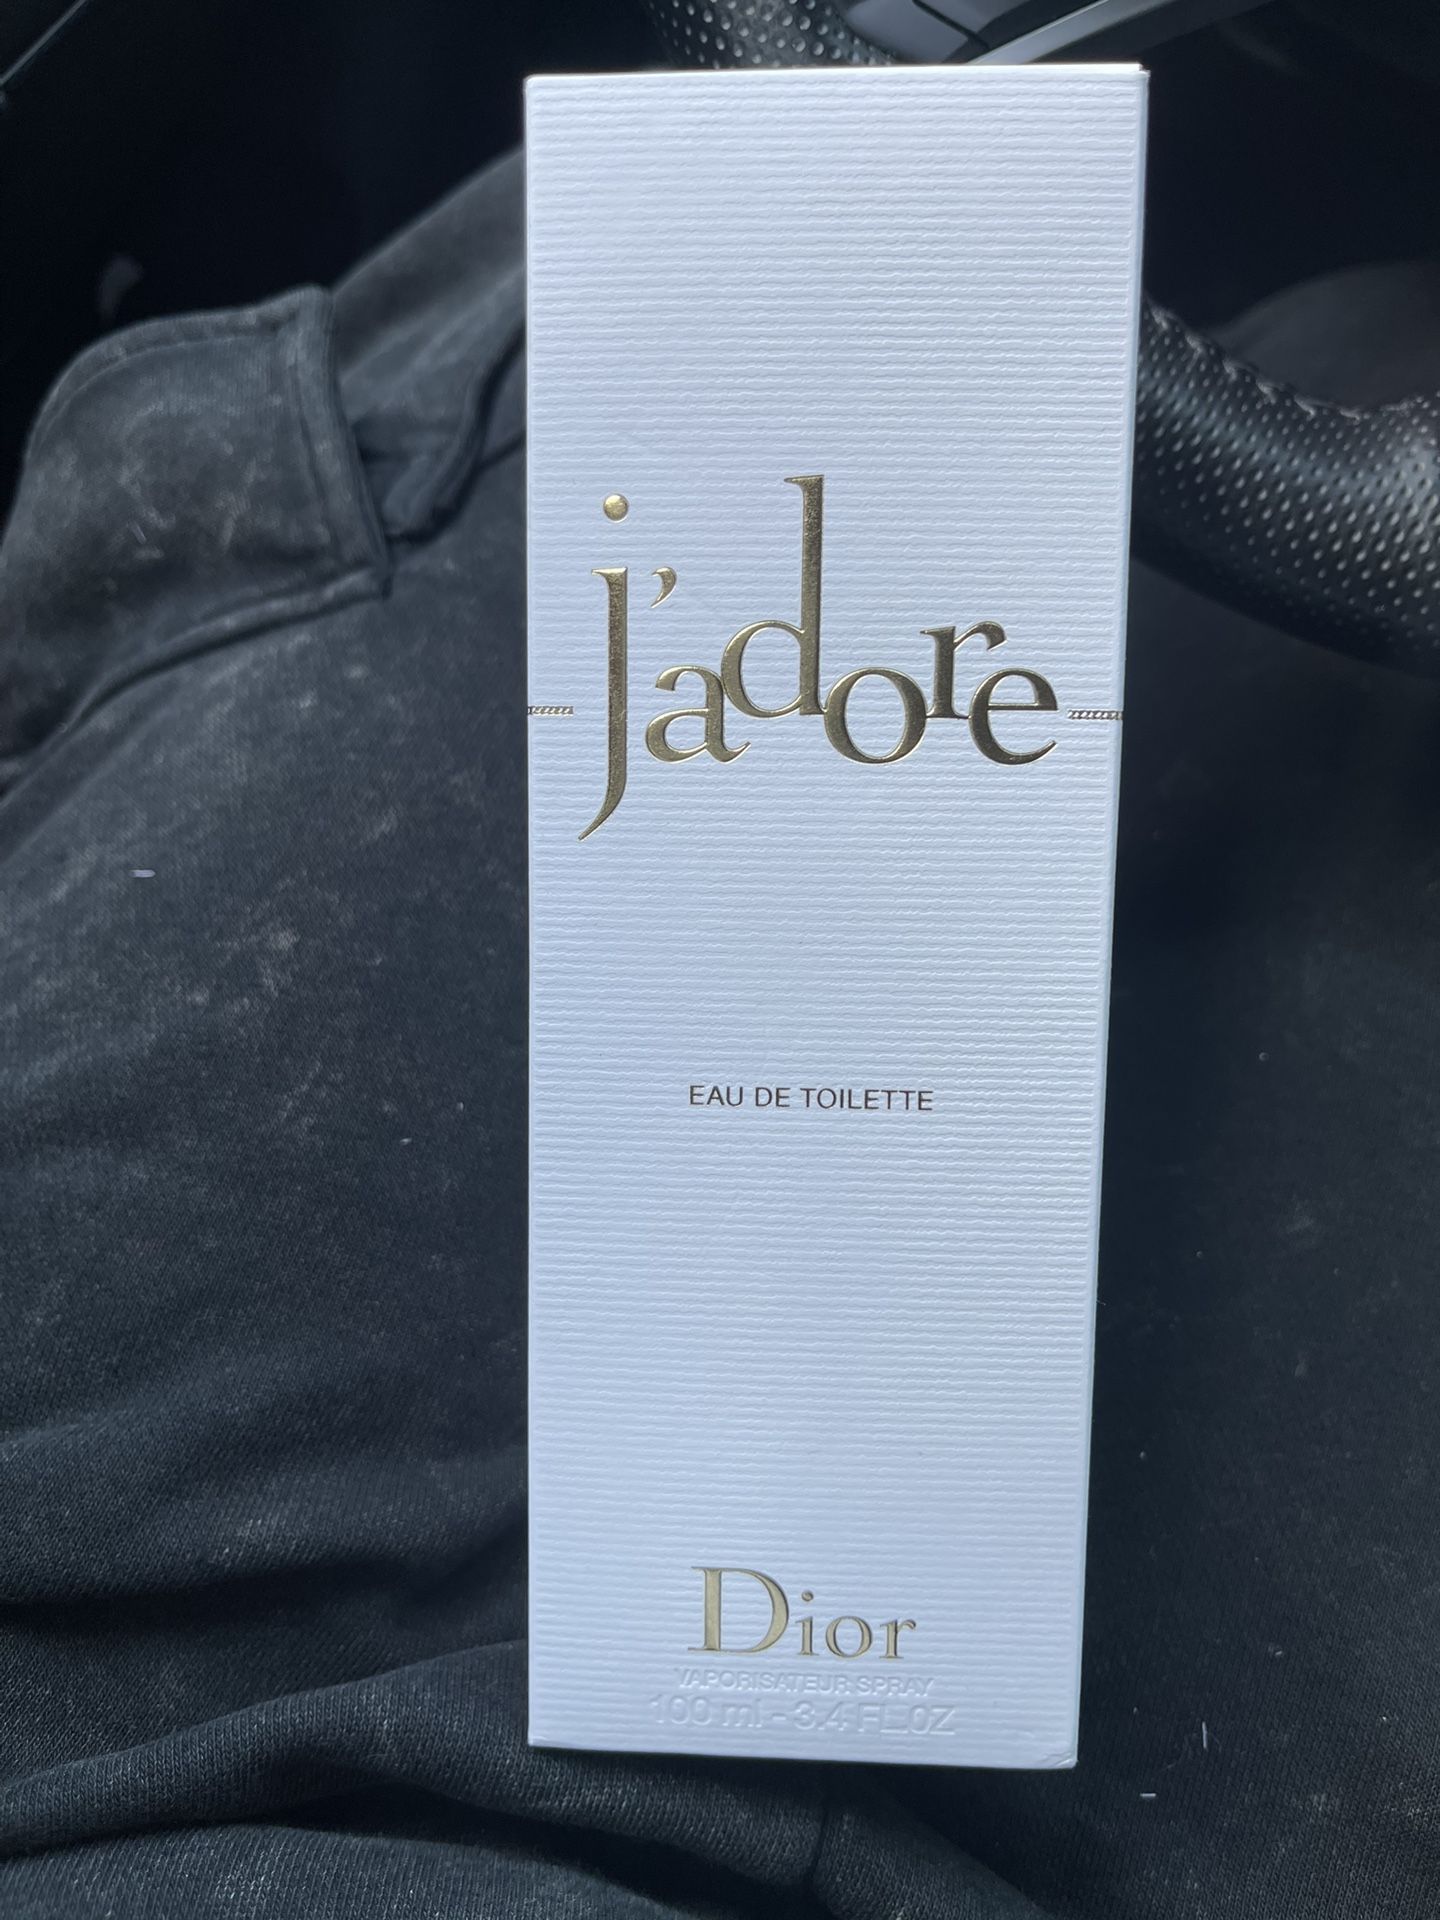 j'adore
EAU DE TOILETTE
Dior
VAPORISATEUR SPRAY
100 ml - 3.4 FL.OZ